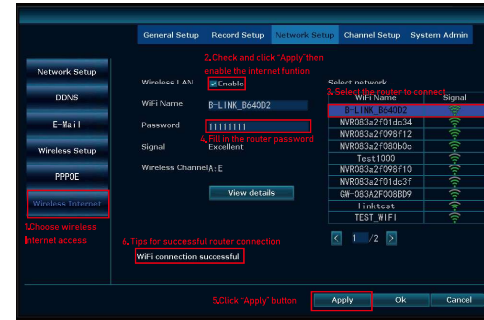 General Setup Record Setup Network Setup Channel Setup System Admin
2.Check and click "Apply"then
enable the internet funtion
Network Setup
DDNS
E-Mail
Wireless Setup
PPPOE
Wireless Internet
1.Choose wireless
internet access
Wireless LAN Enable
WiFi Name B-LINK_B640D2
Password 11111111
4.Fill in the router password
Signal Excellent
Wireless Channel A:E
View details
Select network
3.Select the router to connect
WiFi Name Signal
B-LINK_B640D2
NVR083a2f01dc34
NVR083a2f098f12
NVR083a2f080b0c
Test1000
NVR083a2f098f10
NVR083a2f01dc3f
GW-083A2F008BD9
linktest
TEST_WIFI
< 1 /2 >
6.Tips for successful router connection
WiFi connection successful
5.Click "Apply" button
Apply Ok Cancel